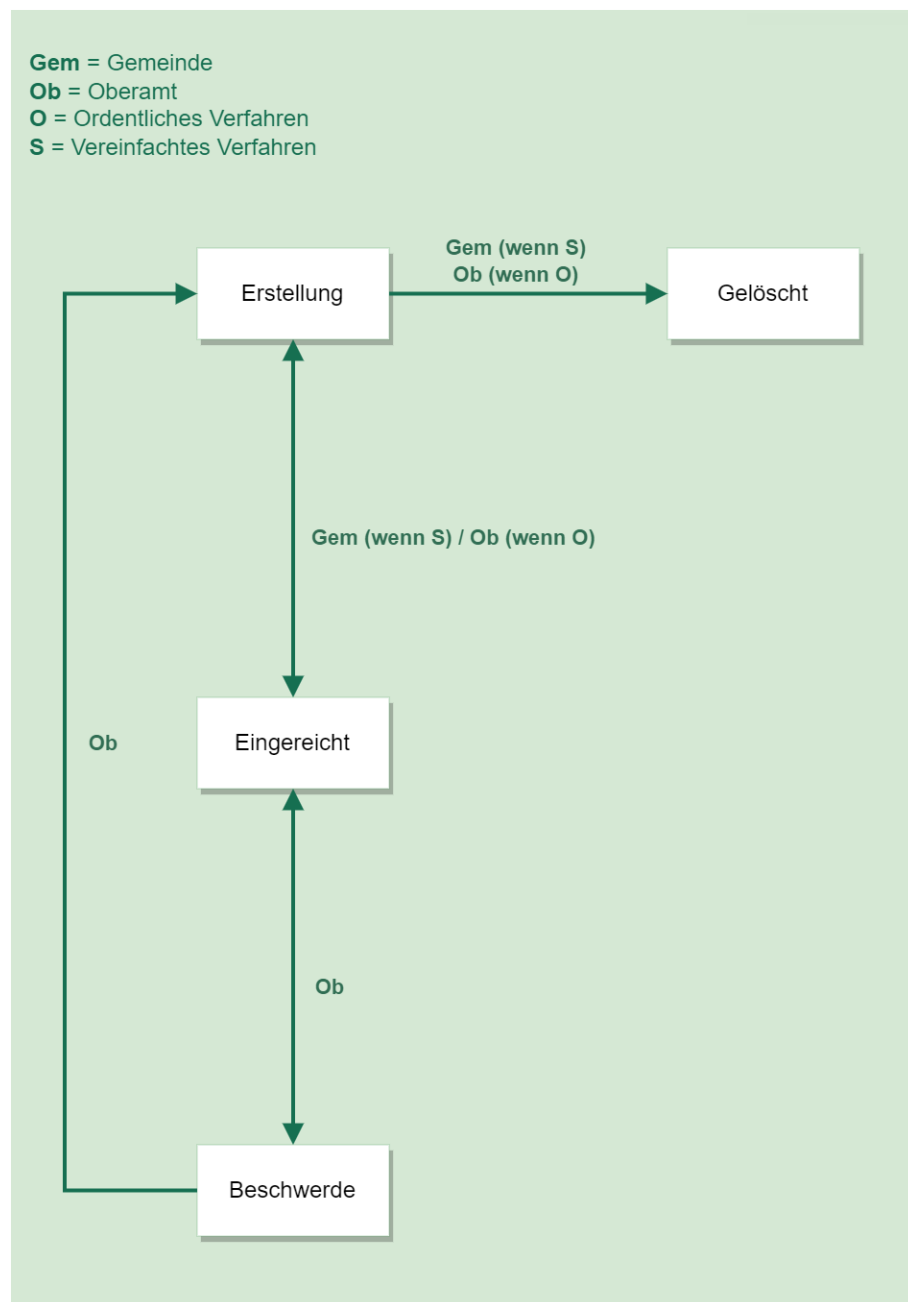 Gem = Gemeinde
Ob = Oberamt
O = Ordentliches Verfahren
S = Vereinfachtes Verfahren
Gem (wenn S)
Ob (wenn O)
Erstellung
Gelöscht
Gem (wenn S) / Ob (wenn O)
Ob
Eingereicht
Ob
Beschwerde